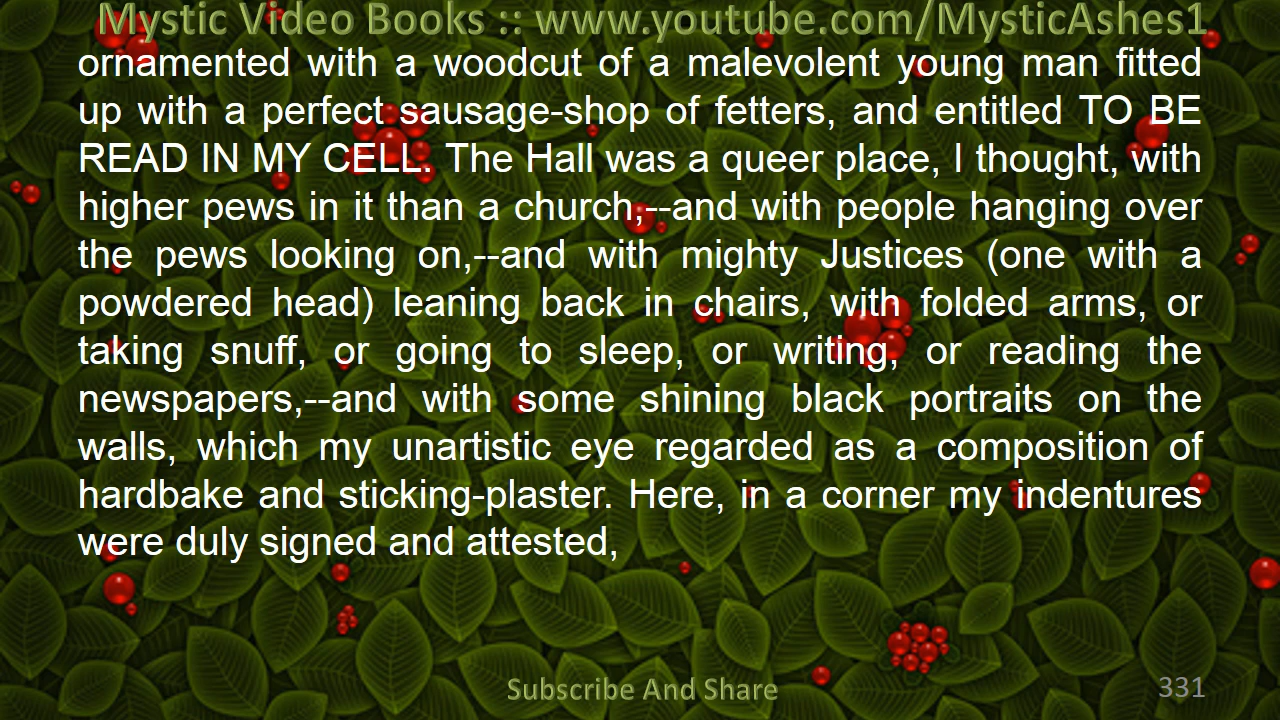 Mystic Video Books :: www.youtube.com/MysticAshes1
ornamented with a woodcut of a malevolent young man fitted
up with a perfect sausage-shop of fetters, and entitled TO BE
READ IN MY CELL. The Hall was a queer place, I thought, with
higher pews in it than a church,--and with people hanging over
the pews looking on,--and with mighty Justices (one with a
powdered head) leaning back in chairs, with folded arms, or
taking snuff, or going to sleep, or writing, or reading the
newspapers,--and with some shining black portraits on the
walls, which my unartistic eye regarded as a composition of
hardbake and sticking-plaster. Here, in a corner my indentures
were duly signed and attested,
Subscribe And Share
331